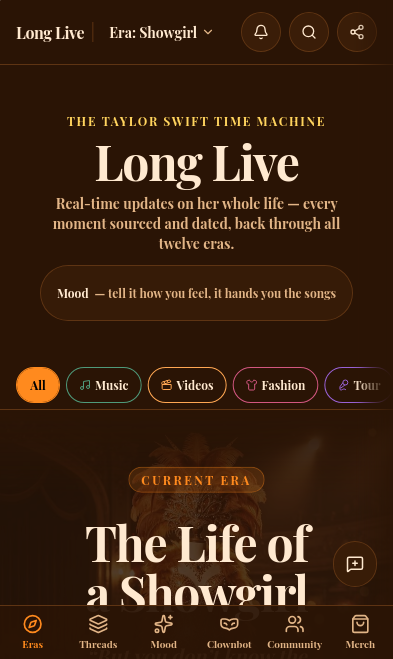 Long Live
Era: Showgirl
THE TAYLOR SWIFT TIME MACHINE
Long Live
Real-time updates on her whole life — every
moment sourced and dated, back through all
twelve eras.
Mood — tell it how you feel, it hands you the songs
All
Music
Videos
Fashion
Tour
CURRENT ERA
The Life of
a Showgirl
Eras
Threads
Mood
Clownbot
Community
Merch